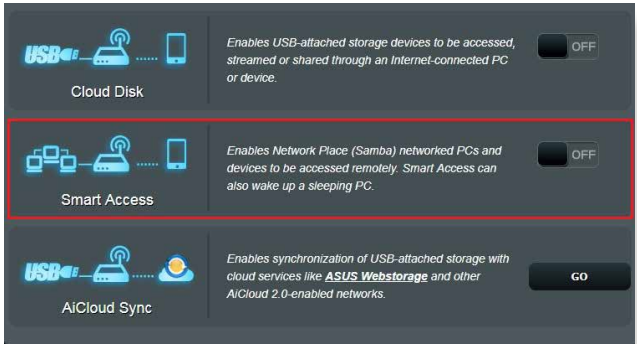 Enables USB-attached storage devices to be accessed,
USB
streamed or shared through an Internet-connected PC
OFF
or device.
Cloud Disk
Enables Network Place (Samba) networked PCs and
devices to be accessed remotely. Smart Access can
OFF
also wake up a sleeping PC.
Smart Access
Enables synchronization of USB-attached storage with
USB
cloud services like ASUS Webstorage and other
GO
AiCloud 2.0-enabled networks.
AiCloud Sync